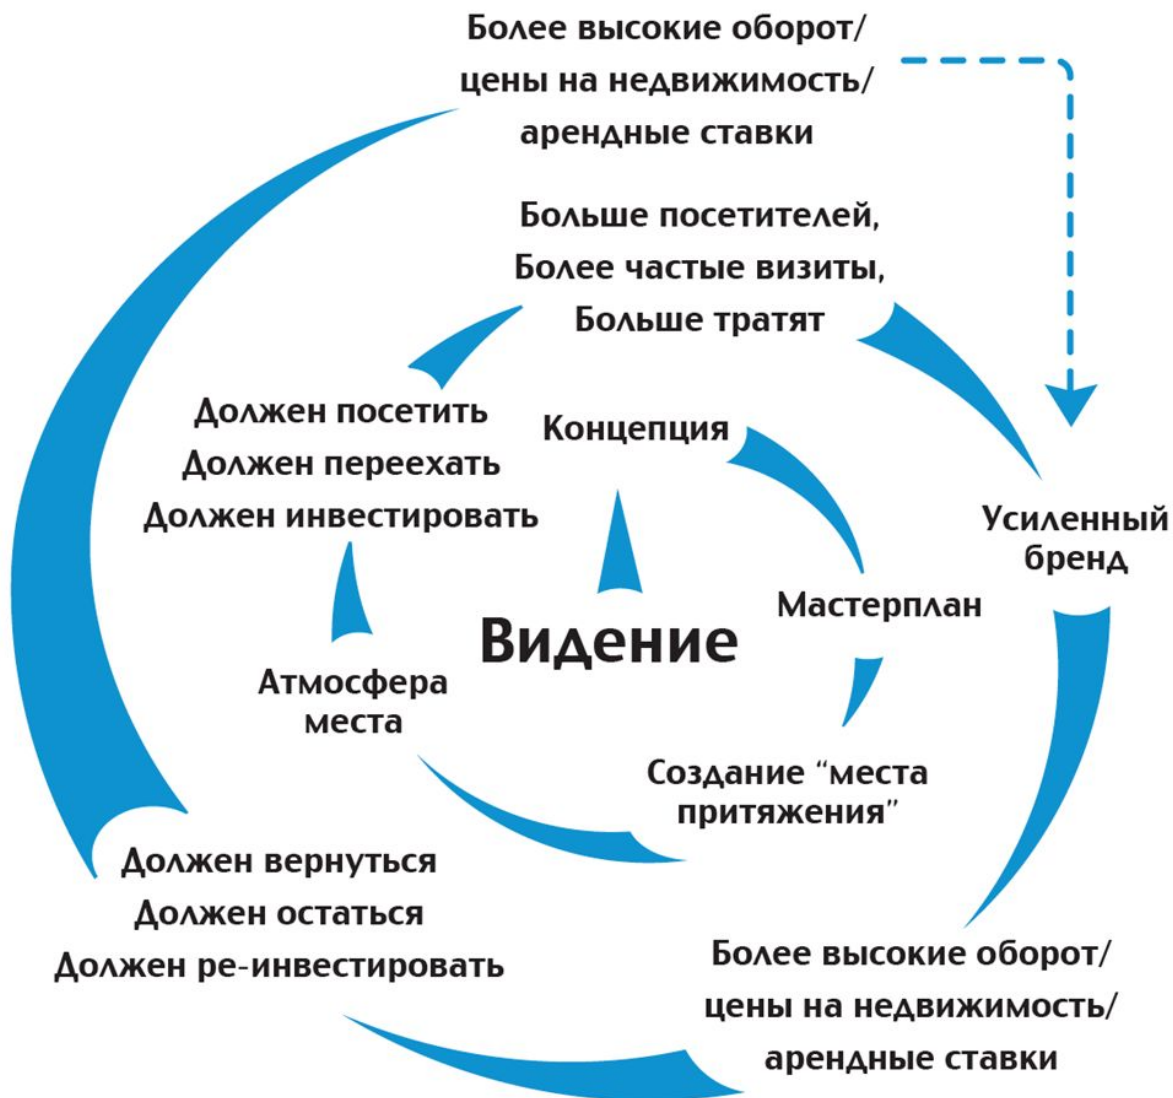 Более высокие оборот/
цены на недвижимость/
арендные ставки
Больше посетителей,
Более частые визиты,
Больше тратят
Должен посетить
Должен переехать
Должен инвестировать
Концепция
Усиленный
бренд
Мастерплан
Видение
Атмосфера
места
Создание “места
притяжения”
Должен вернуться
Должен остаться
Должен ре-инвестировать
Более высокие оборот/
цены на недвижимость/
арендные ставки